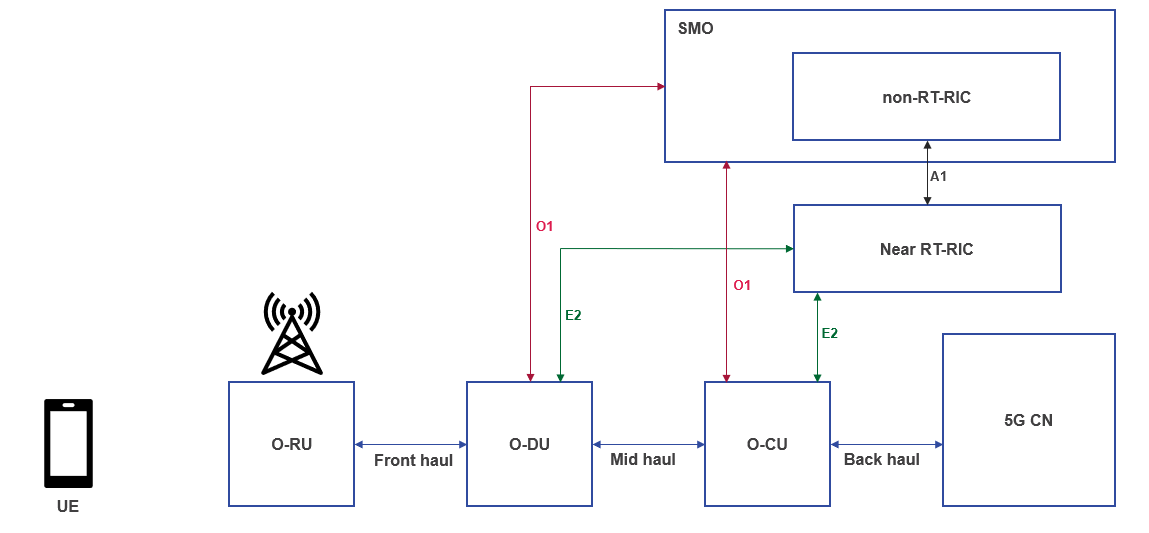 SMO
non-RT-RIC
A1
O1
Near RT-RIC
O1
E2
E2
5G CN
O-RU
O-DU
O-CU
Front haul
Mid haul
Back haul
UE